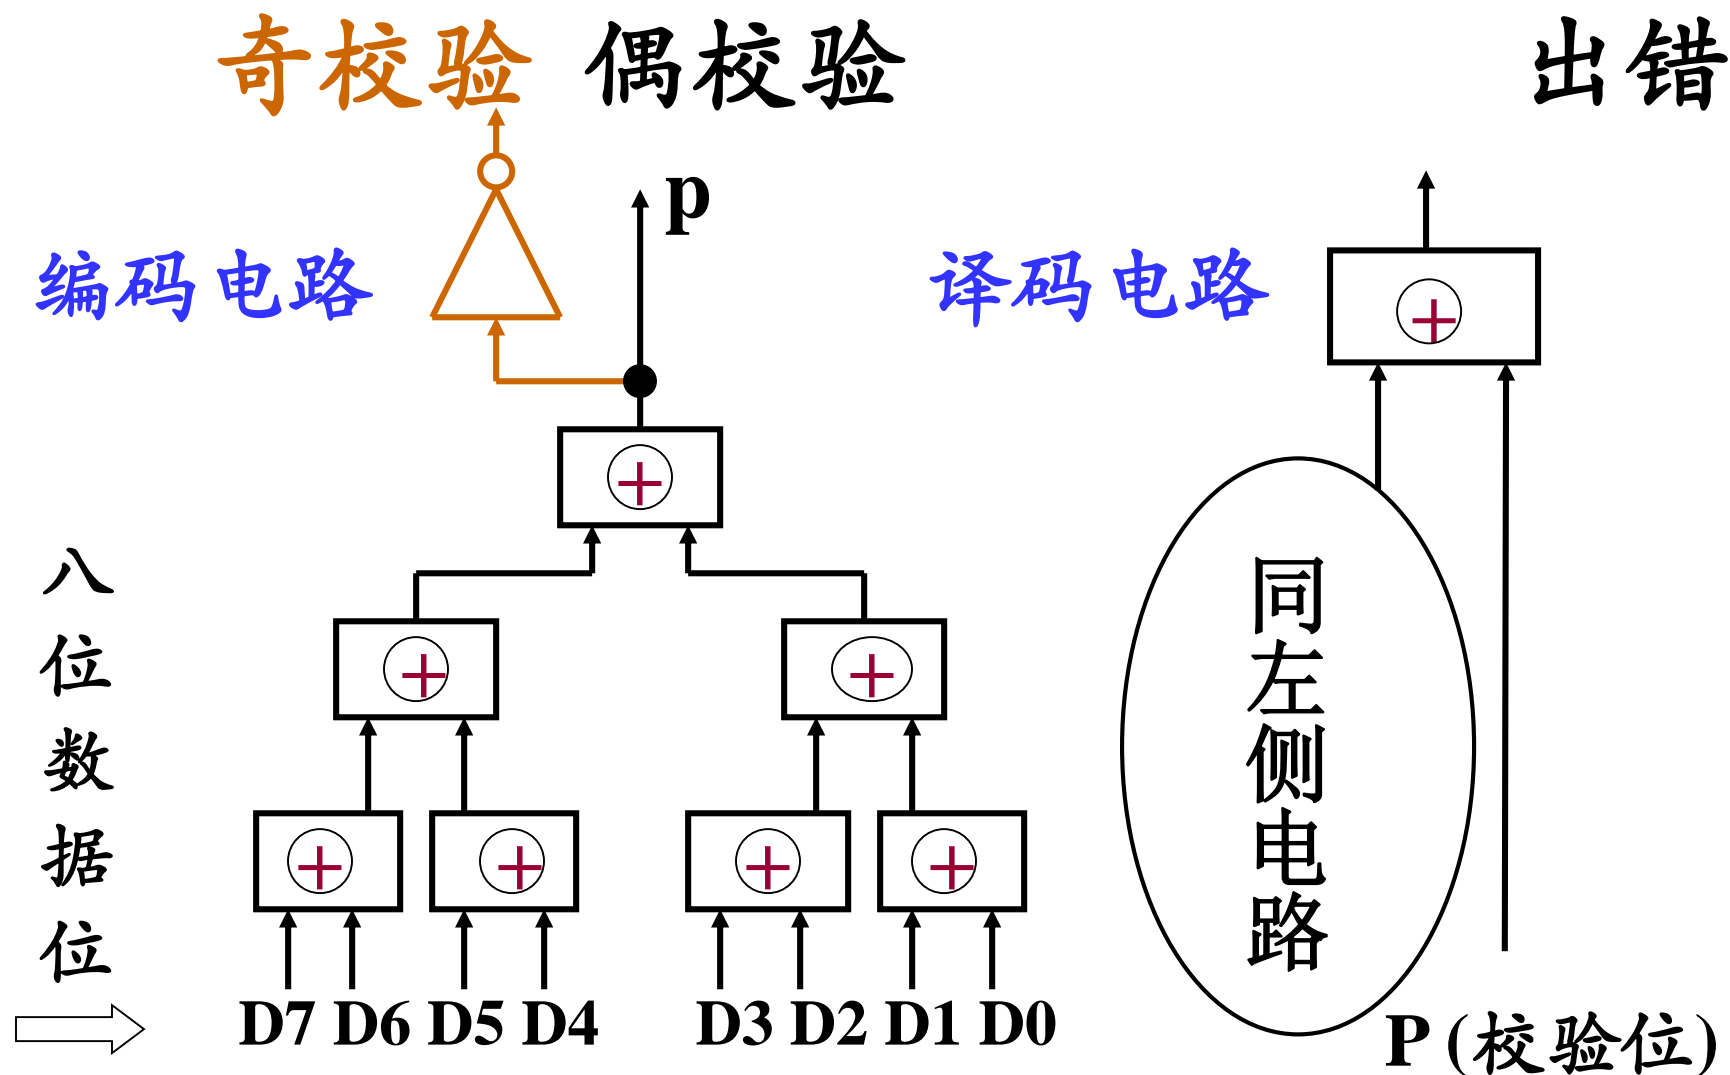 奇校验 偶校验 出错
p
编码电路 译码电路
八位数据位
同左侧电路
D7 D6 D5 D4 D3 D2 D1 D0
P (校验位)